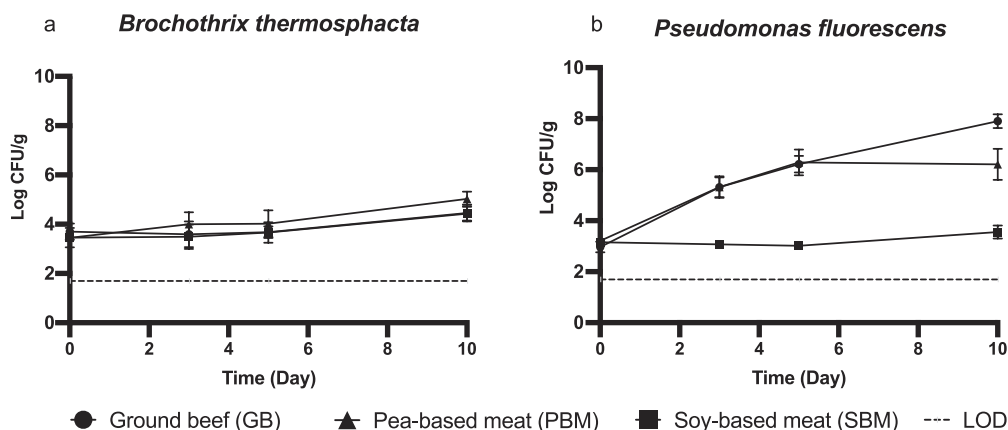 a Brochothrix thermosphacta
10
8
6
4
2
0
Log CFU/g
0 2 4 6 8 10
Time (Day)
b Pseudomonas fluorescens
10
8
6
4
2
0
Log CFU/g
0 2 4 6 8 10
Time (Day)
Ground beef (GB) Pea-based meat (PBM) Soy-based meat (SBM) LOD